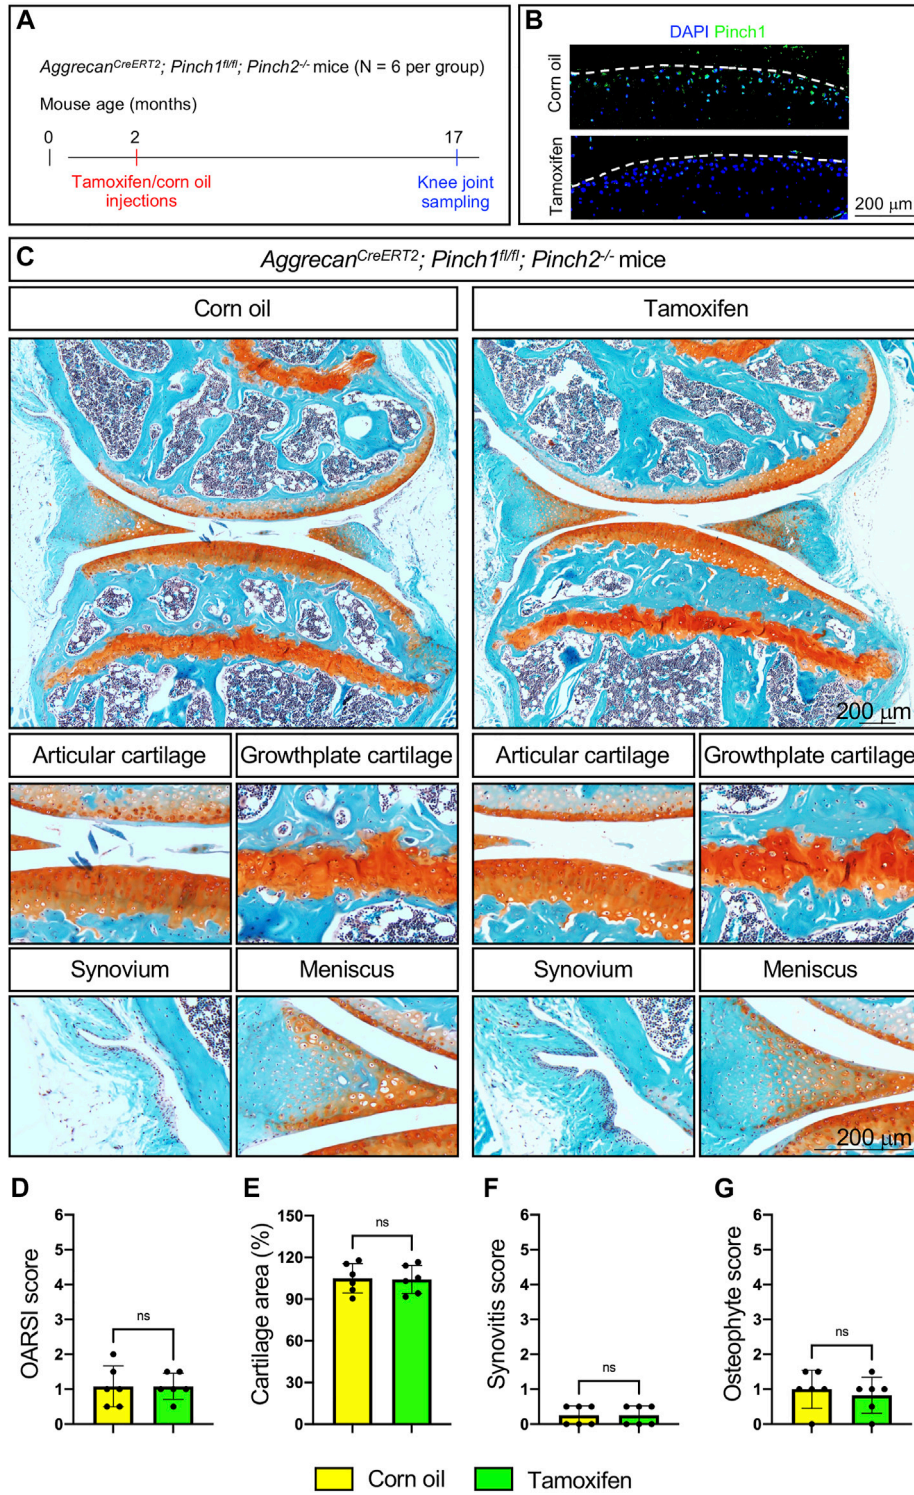 A
Aggrecan^CreERT2; Pinch1^fl/fl; Pinch2^-/- mice (N = 6 per group)
Mouse age (months)
0 2 17
Tamoxifen/corn oil
injections
Knee joint
sampling
B
DAPI Pinch1
Corn oil
Tamoxifen
200 μm
C
Aggrecan^CreERT2; Pinch1^fl/fl; Pinch2^-/- mice
Corn oil
Tamoxifen
200 μm
Articular cartilage
Growthplate cartilage
Articular cartilage
Growthplate cartilage
Synovium
Meniscus
Synovium
Meniscus
200 μm
D
OARSI score
6
5
4
3
2
1
0
ns
E
Cartilage area (%)
150
120
90
60
30
0
ns
F
Synovitis score
6
5
4
3
2
1
0
ns
G
Osteophyte score
6
5
4
3
2
1
0
ns
Corn oil
Tamoxifen